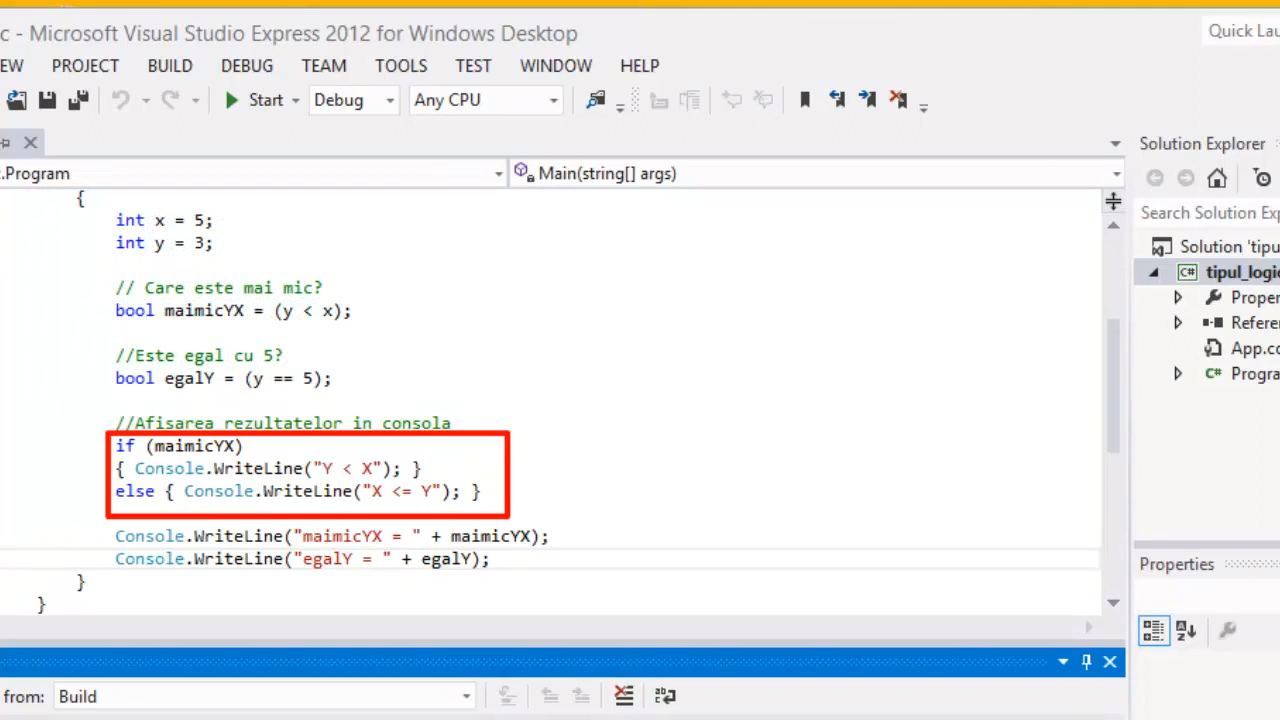 c - Microsoft Visual Studio Express 2012 for Windows Desktop
Quick Lau
EW PROJECT BUILD DEBUG TEAM TOOLS TEST WINDOW HELP
Start Debug Any CPU
Solution Explorer
.Program
Main(string[] args)
Search Solution Exp
Solution 'tipu
C# tipul_logic
Proper
Referen
App.co
C# Progra
{
int x = 5;
int y = 3;
// Care este mai mic?
bool maimicYX = (y < x);
//Este egal cu 5?
bool egalY = (y == 5);
//Afisarea rezultatelor in consola
if (maimicYX)
{ Console.WriteLine("Y < X"); }
else { Console.WriteLine("X <= Y"); }
Console.WriteLine("maimicYX = " + maimicYX);
Console.WriteLine("egalY = " + egalY);
}
}
Properties
from: Build